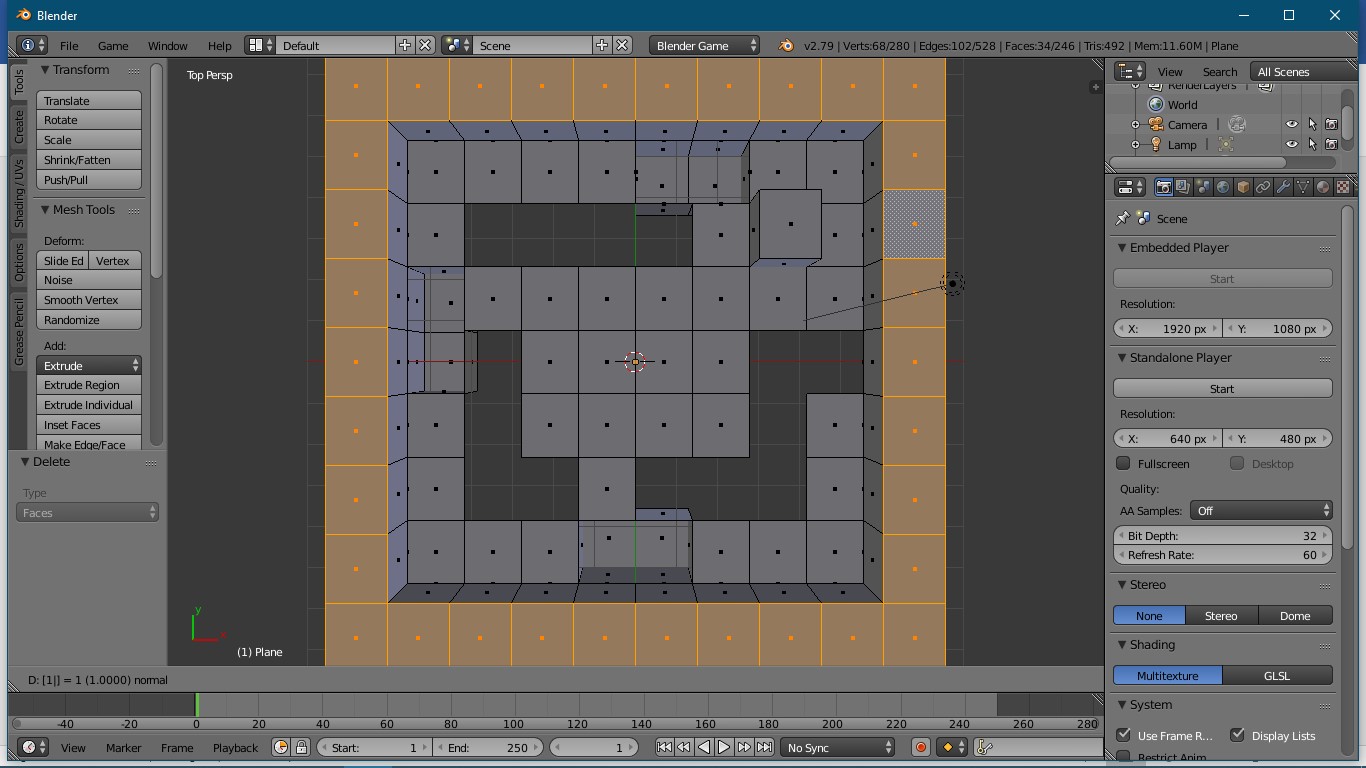 Blender
File Game Window Help Default Scene Blender Game v2.79 | Verts:68/280 | Edges:102/528 | Faces:34/246 | Tris:492 | Mem:11.60M | Plane
Tools
Create
Shading / UVs
Options
Grease Pencil
Transform
Translate
Rotate
Scale
Shrink/Fatten
Push/Pull
Mesh Tools
Deform:
Slide Ed Vertex
Noise
Smooth Vertex
Randomize
Add:
Extrude
Extrude Region
Extrude Individual
Inset Faces
Make Edge/Face
Delete
Type
Faces
Top Persp
y
x
(1) Plane
D: [1|] = 1 (1.0000) normal
View Search All Scenes
RenderLayers
World
Camera
Lamp
Scene
Embedded Player
Start
Resolution:
X: 1920 px Y: 1080 px
Standalone Player
Start
Resolution:
X: 640 px Y: 480 px
Fullscreen Desktop
Quality:
AA Samples: Off
Bit Depth: 32
Refresh Rate: 60
Stereo
None Stereo Dome
Shading
Multitexture GLSL
System
Use Frame R... Display Lists
Restrict Anim
-40 -20 0 20 40 60 80 100 120 140 160 180 200 220 240 260 280
View Marker Frame Playback Start: 1 End: 250 1 No Sync